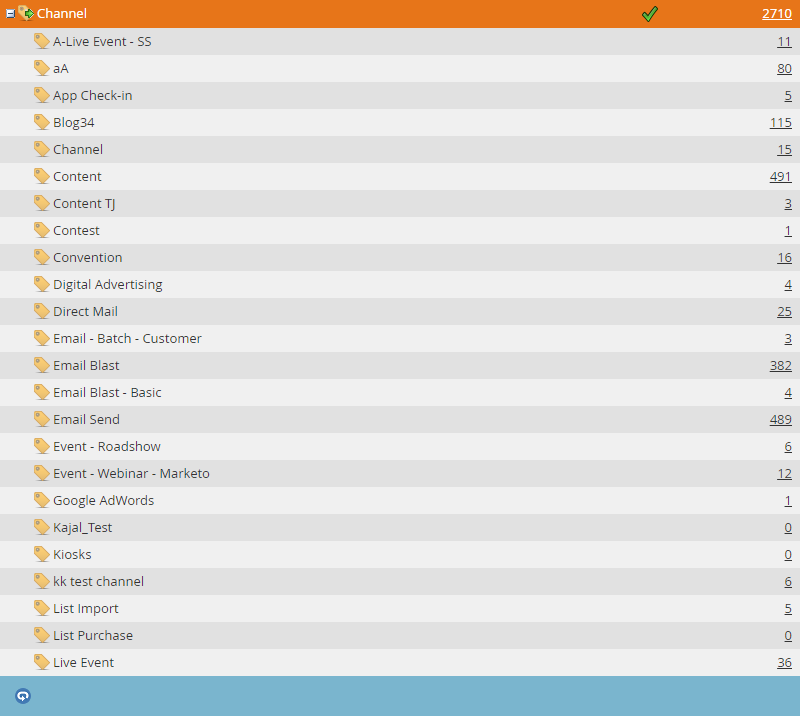 Channel 2710
A-Live Event - SS 11
aA 80
App Check-in 5
Blog34 115
Channel 15
Content 491
Content TJ 3
Contest 1
Convention 16
Digital Advertising 4
Direct Mail 25
Email - Batch - Customer 3
Email Blast 382
Email Blast - Basic 4
Email Send 489
Event - Roadshow 6
Event - Webinar - Marketo 12
Google AdWords 1
Kajal_Test 0
Kiosks 0
kk test channel 6
List Import 5
List Purchase 0
Live Event 36